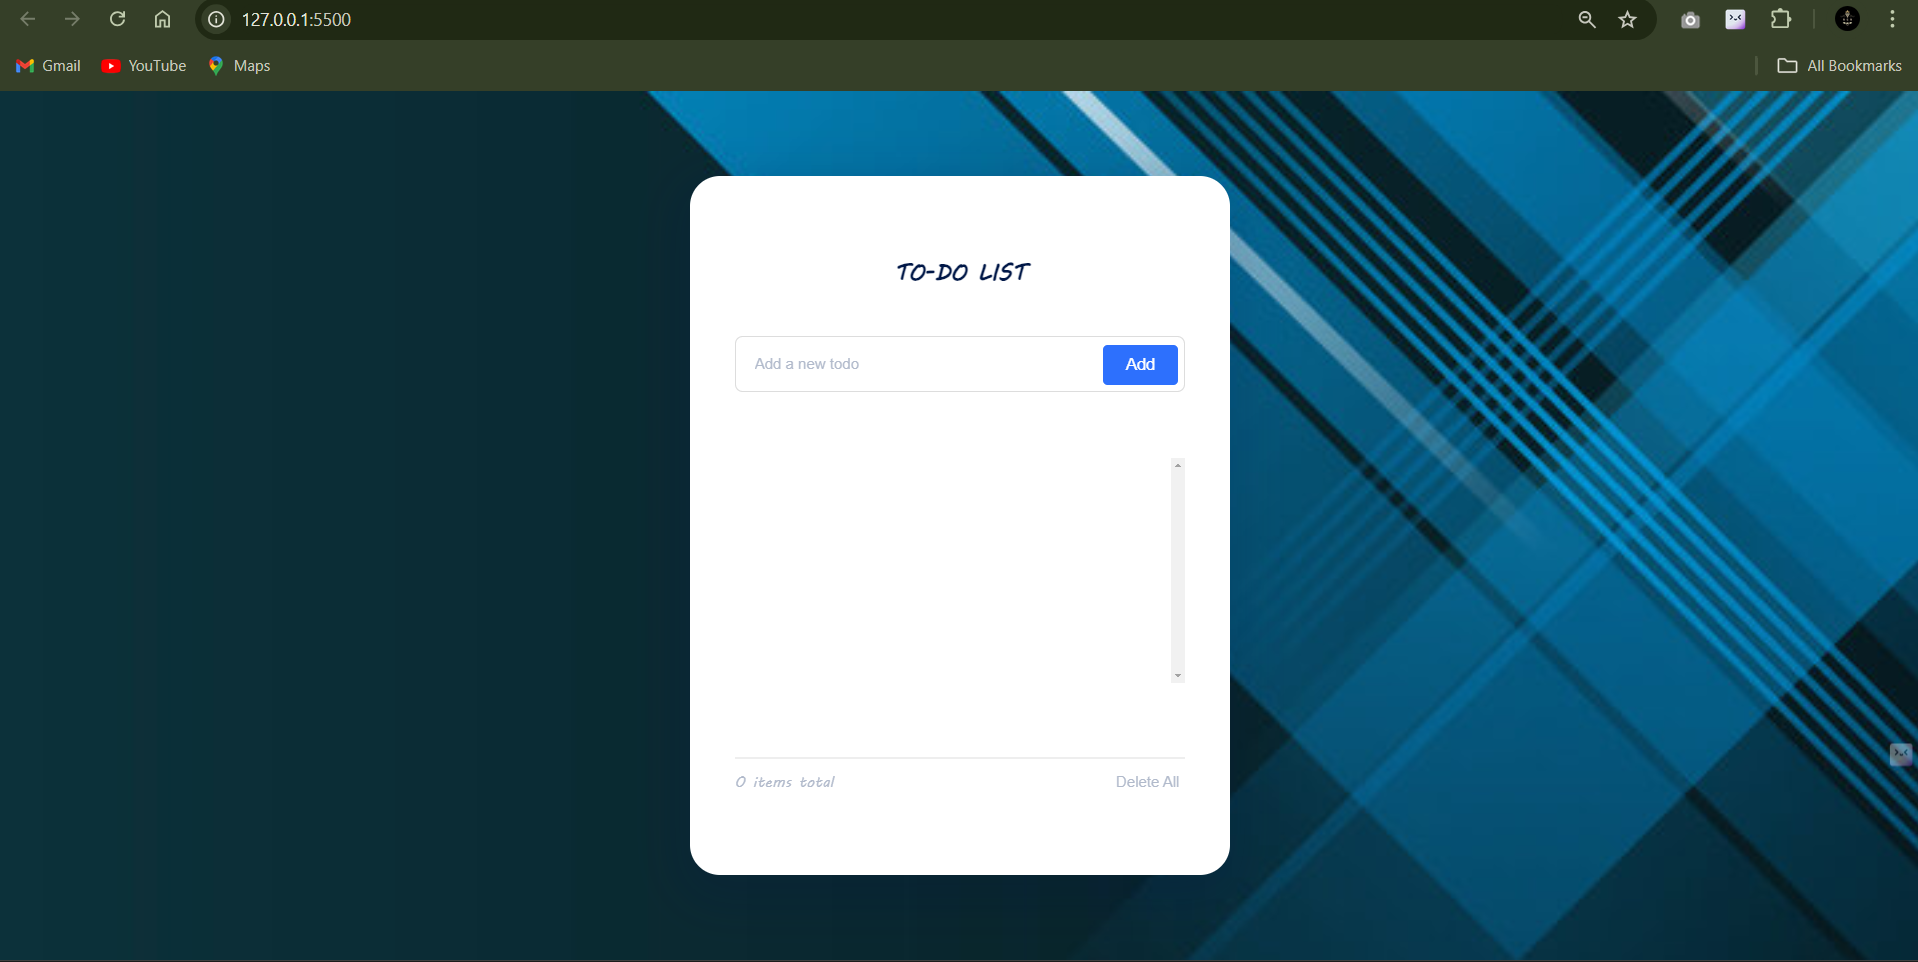 127.0.0.1:5500
Gmail YouTube Maps All Bookmarks
TO-DO LIST
Add a new todo Add
0 items total Delete All